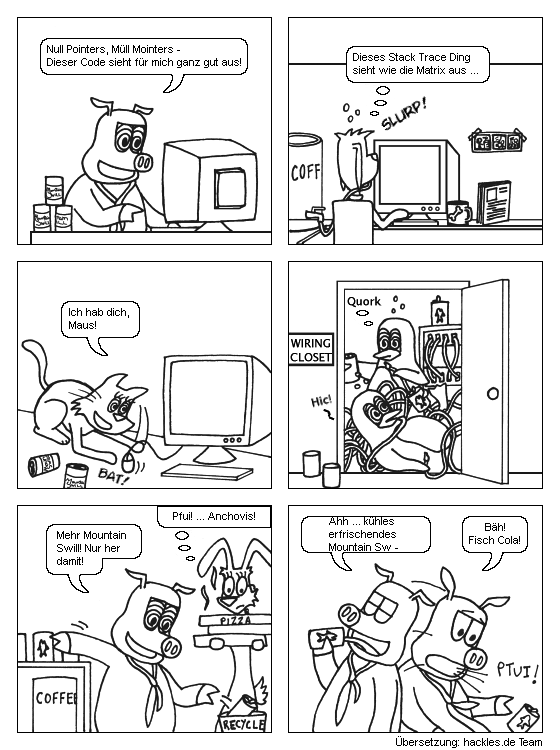 Null Pointers, Müll Mointers -
Dieser Code sieht für mich ganz gut aus!
Dieses Stack Trace Ding
sieht wie die Matrix aus ...
SLURP!
COFF
Ich hab dich,
Maus!
BAT!
Quork
WIRING
CLOSET
Hic!
Mehr Mountain
Swill! Nur her
damit!
Pfui! ... Anchovis!
PIZZA
COFFEE
RECYCLE
Ahh ... kühles
erfrischendes
Mountain Sw -
Bäh!
Fisch Cola!
PTUI!
Übersetzung: hackles.de Team